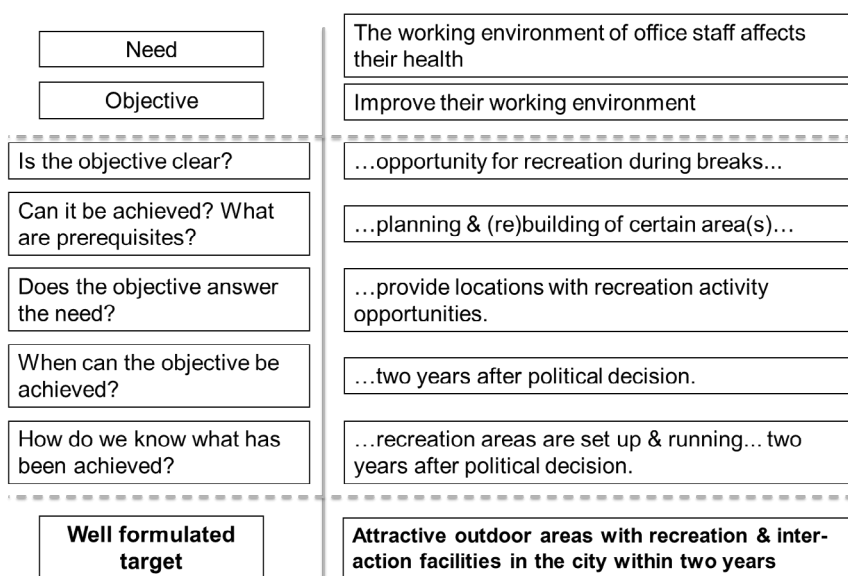 Need
The working environment of office staff affects
their health
Objective
Improve their working environment
Is the objective clear?
…opportunity for recreation during breaks...
Can it be achieved? What
are prerequisites?
…planning & (re)building of certain area(s)…
Does the objective answer
the need?
…provide locations with recreation activity
opportunities.
When can the objective be
achieved?
…two years after political decision.
How do we know what has
been achieved?
…recreation areas are set up & running... two
years after political decision.
Well formulated
target
Attractive outdoor areas with recreation & inter-
action facilities in the city within two years